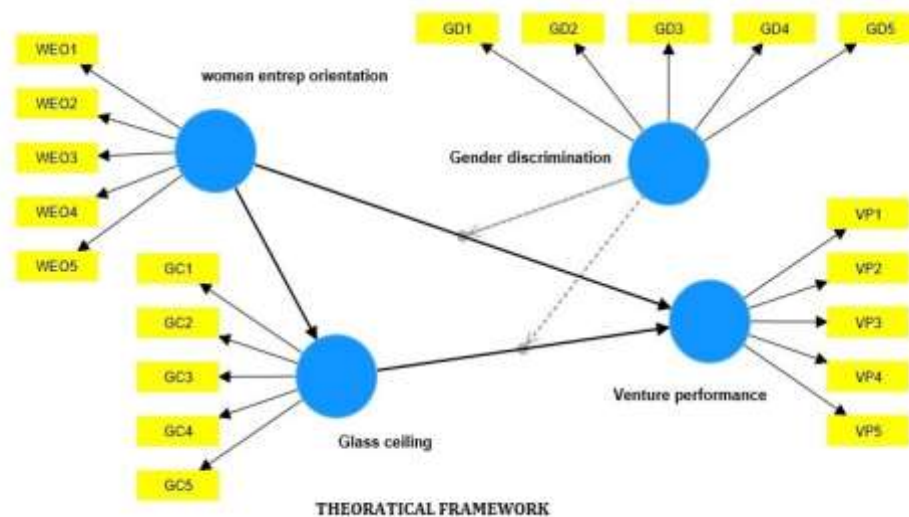 GD1
GD2
GD3
GD4
GD5
WEO1
WEO2
WEO3
WEO4
WEO5
women entrep orientation
Gender discrimination
VP1
VP2
VP3
VP4
VP5
GC1
GC2
GC3
GC4
GC5
Venture performance
Glass ceiling
THEORATICAL FRAMEWORK